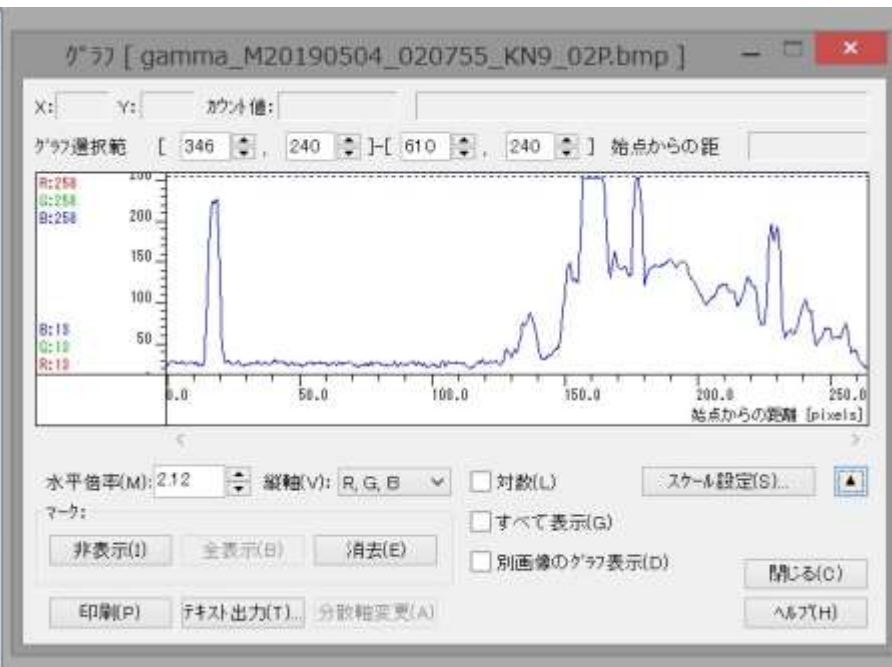 グラフ [ gamma_M20190504_020755_KN9_02P.bmp ]
X: Y: カウント値:
グラフ選択範 [ 346 , 240 ]-[ 610 , 240 ] 始点からの距
R:258
G:258
B:258
200
150
100
50
B:13
G:13
R:13
0.0 50.0 100.0 150.0 200.0 250.0
始点からの距離 [pixels]
水平倍率(M): 2.12 縦軸(V): R, G, B 対数(L) スケール設定(S)...
マーク:
すべて表示(G)
非表示(I) 全表示(B) 消去(E)
別画像のグラフ表示(D)
閉じる(C)
印刷(P) テキスト出力(T)... 分散軸変更(A) ヘルプ(H)